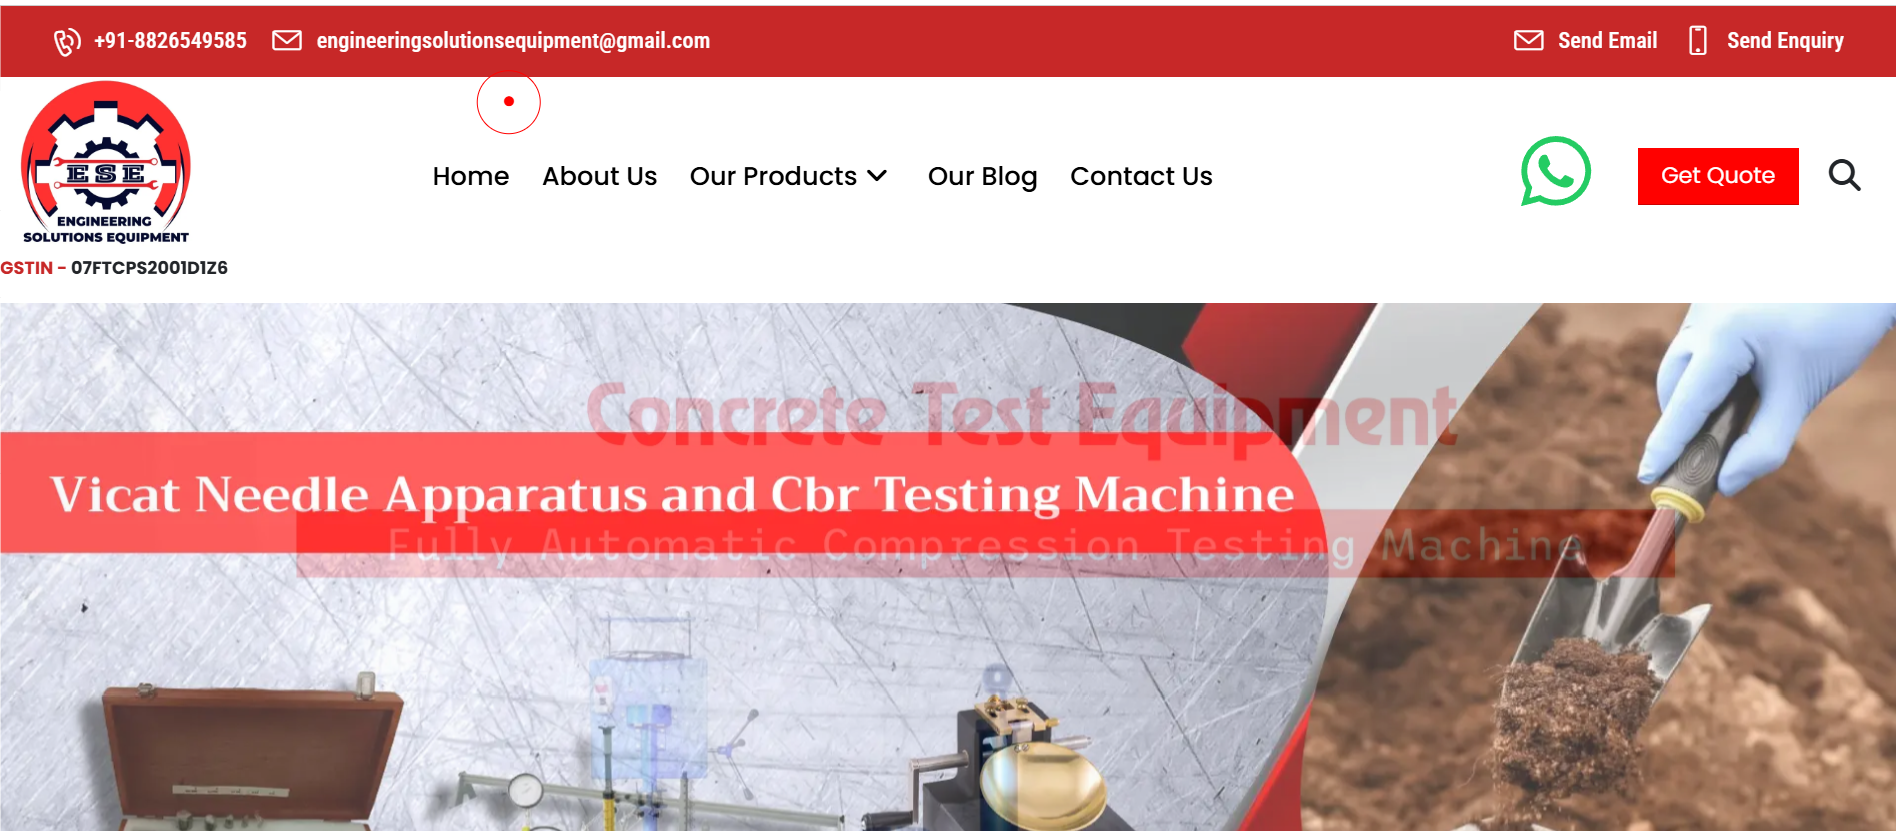 +91-8826549585
engineeringsolutionsequipment@gmail.com
Send Email
Send Enquiry
ESE
ENGINEERING
SOLUTIONS EQUIPMENT
GSTIN - 07FTCPS2001D1Z6
Home
About Us
Our Products
Our Blog
Contact Us
Get Quote
Concrete Test Equipment
Vicat Needle Apparatus and Cbr Testing Machine
Fully Automatic Compression Testing Machine